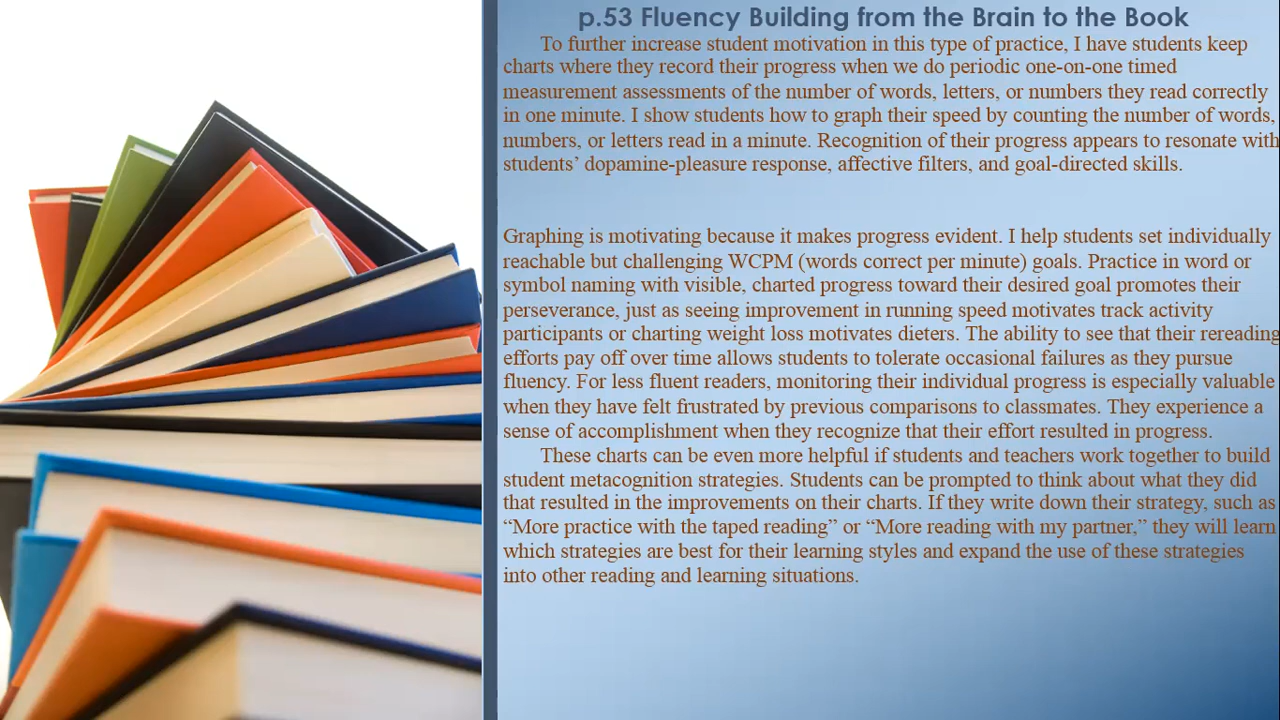 p.53 Fluency Building from the Brain to the Book
To further increase student motivation in this type of practice, I have students keep
charts where they record their progress when we do periodic one-on-one timed
measurement assessments of the number of words, letters, or numbers they read correctly
in one minute. I show students how to graph their speed by counting the number of words,
numbers, or letters read in a minute. Recognition of their progress appears to resonate with
students’ dopamine-pleasure response, affective filters, and goal-directed skills.
Graphing is motivating because it makes progress evident. I help students set individually
reachable but challenging WCPM (words correct per minute) goals. Practice in word or
symbol naming with visible, charted progress toward their desired goal promotes their
perseverance, just as seeing improvement in running speed motivates track activity
participants or charting weight loss motivates dieters. The ability to see that their rereading
efforts pay off over time allows students to tolerate occasional failures as they pursue
fluency. For less fluent readers, monitoring their individual progress is especially valuable
when they have felt frustrated by previous comparisons to classmates. They experience a
sense of accomplishment when they recognize that their effort resulted in progress.
These charts can be even more helpful if students and teachers work together to build
student metacognition strategies. Students can be prompted to think about what they did
that resulted in the improvements on their charts. If they write down their strategy, such as
“More practice with the taped reading” or “More reading with my partner,” they will learn
which strategies are best for their learning styles and expand the use of these strategies
into other reading and learning situations.